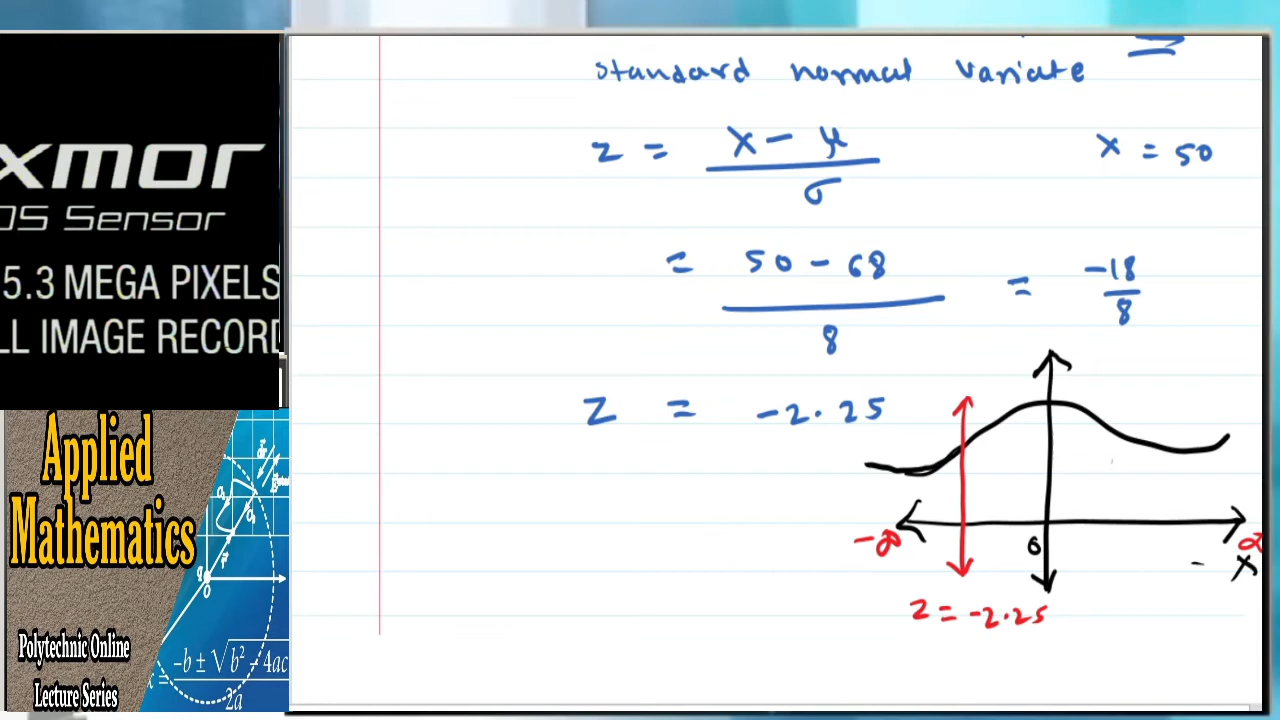 standard normal variate
z = x - μ / σ
x = 50
= 50 - 68 / 8 = -18 / 8
z = -2.25
-∞
0
∞
x
z = -2.25
xmor
OS Sensor
5.3 MEGA PIXELS
LL IMAGE RECORD
Applied
Mathematics
Polytechnic Online
Lecture Series
-b ± √b² - 4ac
2a